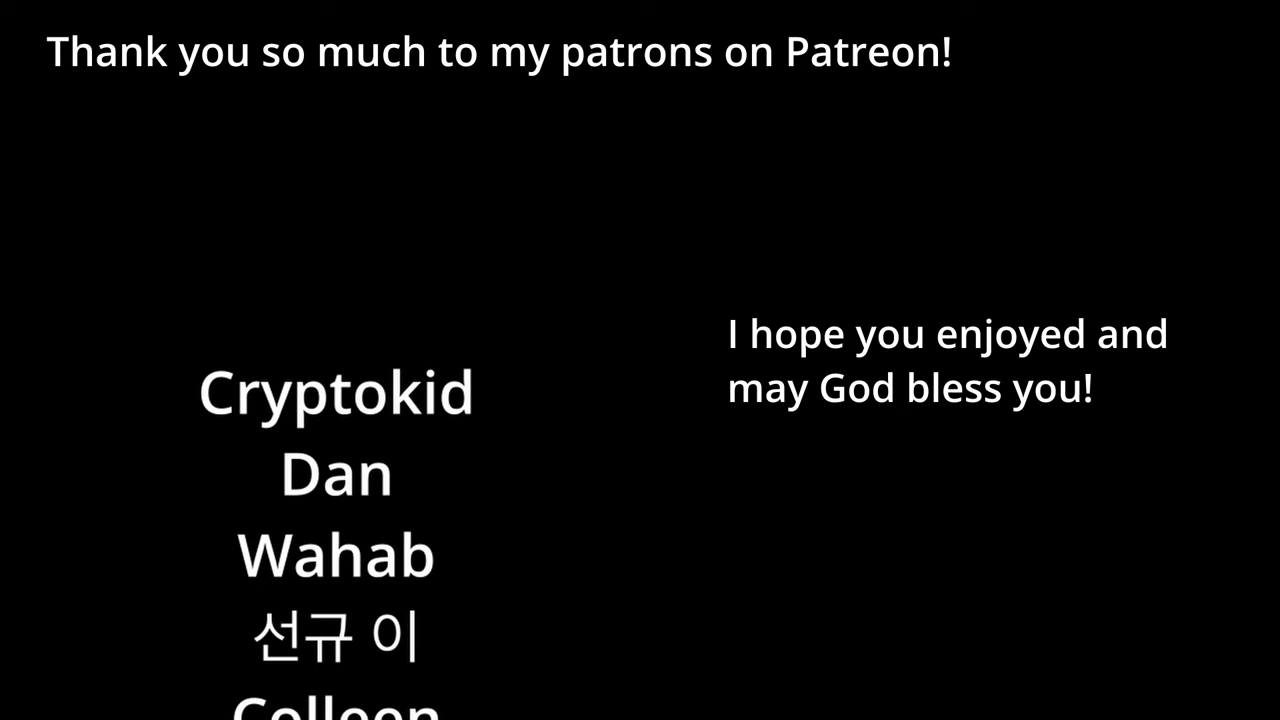 Thank you so much to my patrons on Patreon!
I hope you enjoyed and
may God bless you!
Cryptokid
Dan
Wahab
선규 이
Colleen